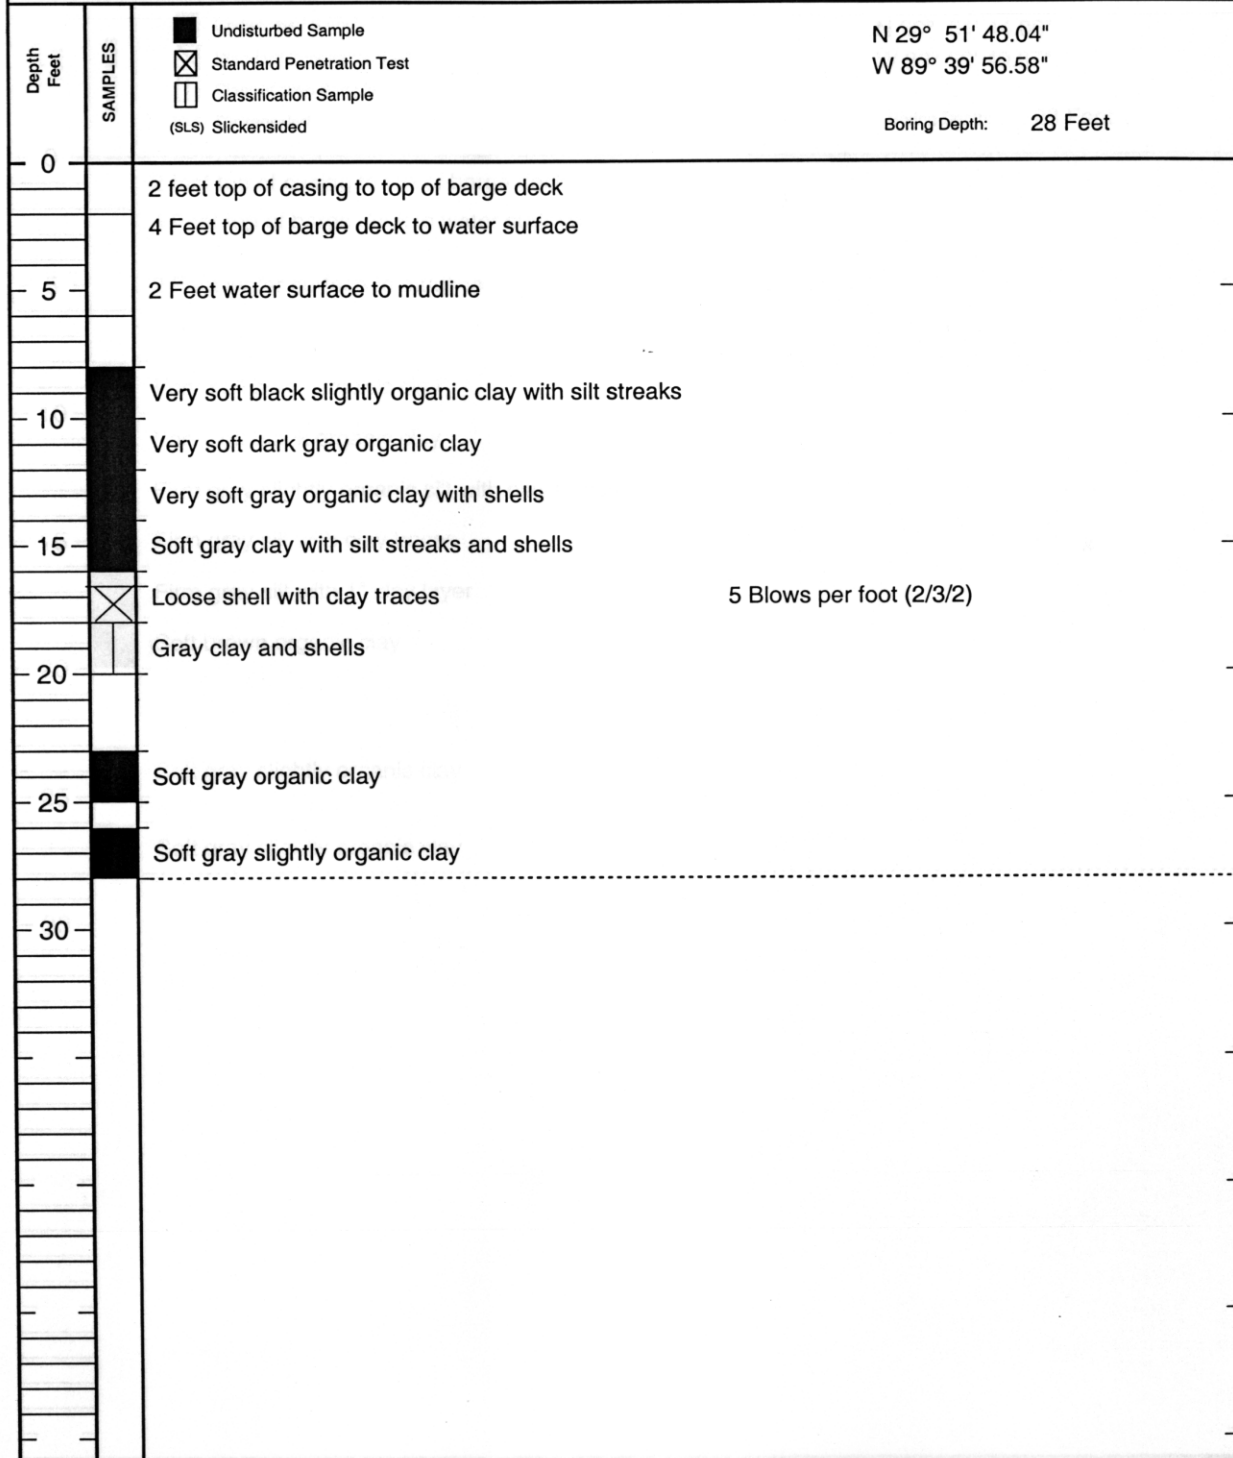 Depth Feet
SAMPLES
Undisturbed Sample
Standard Penetration Test
Classification Sample
(SLS) Slickensided
N 29° 51' 48.04"
W 89° 39' 56.58"
Boring Depth: 28 Feet
0
2 feet top of casing to top of barge deck
4 Feet top of barge deck to water surface
5
2 Feet water surface to mudline
Very soft black slightly organic clay with silt streaks
10
Very soft dark gray organic clay
Very soft gray organic clay with shells
15
Soft gray clay with silt streaks and shells
Loose shell with clay traces 5 Blows per foot (2/3/2)
Gray clay and shells
20
Soft gray organic clay
25
Soft gray slightly organic clay
30